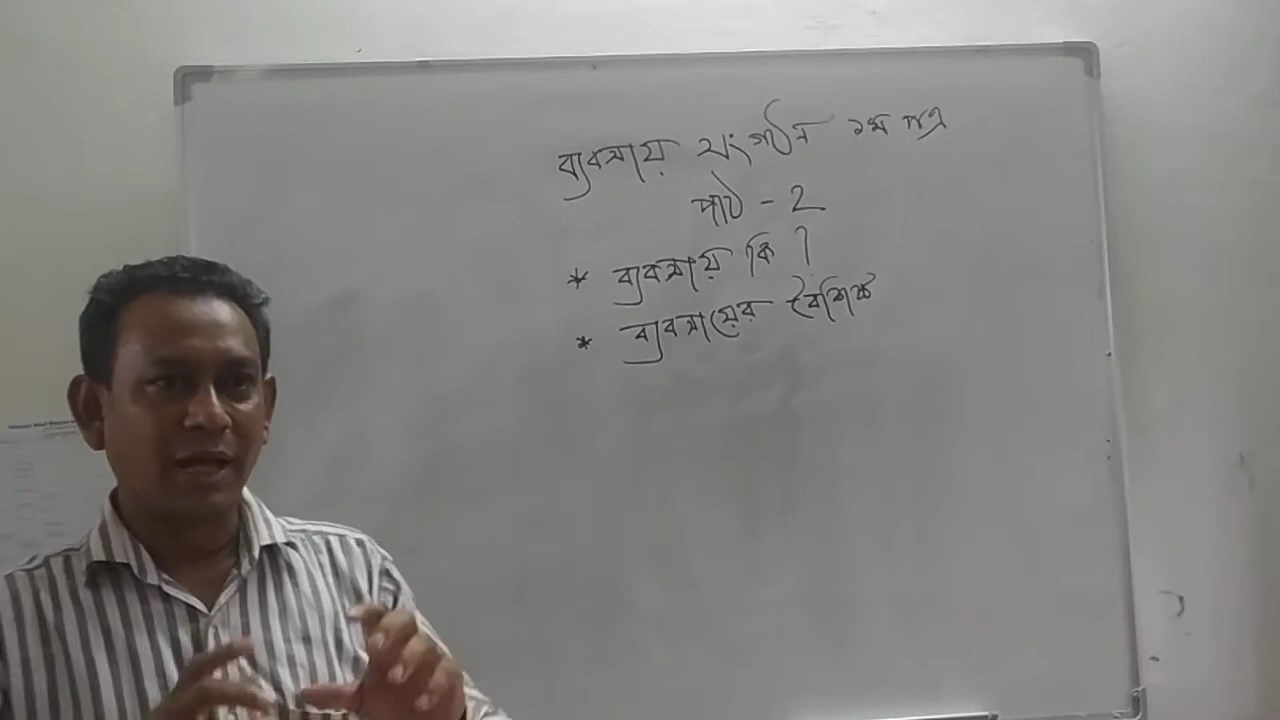 ব্যবসায় সংগঠন ১ম পত্র
পাঠ - 2
* ব্যবসায় কি ?
* ব্যবসায়ের বৈশিষ্ট